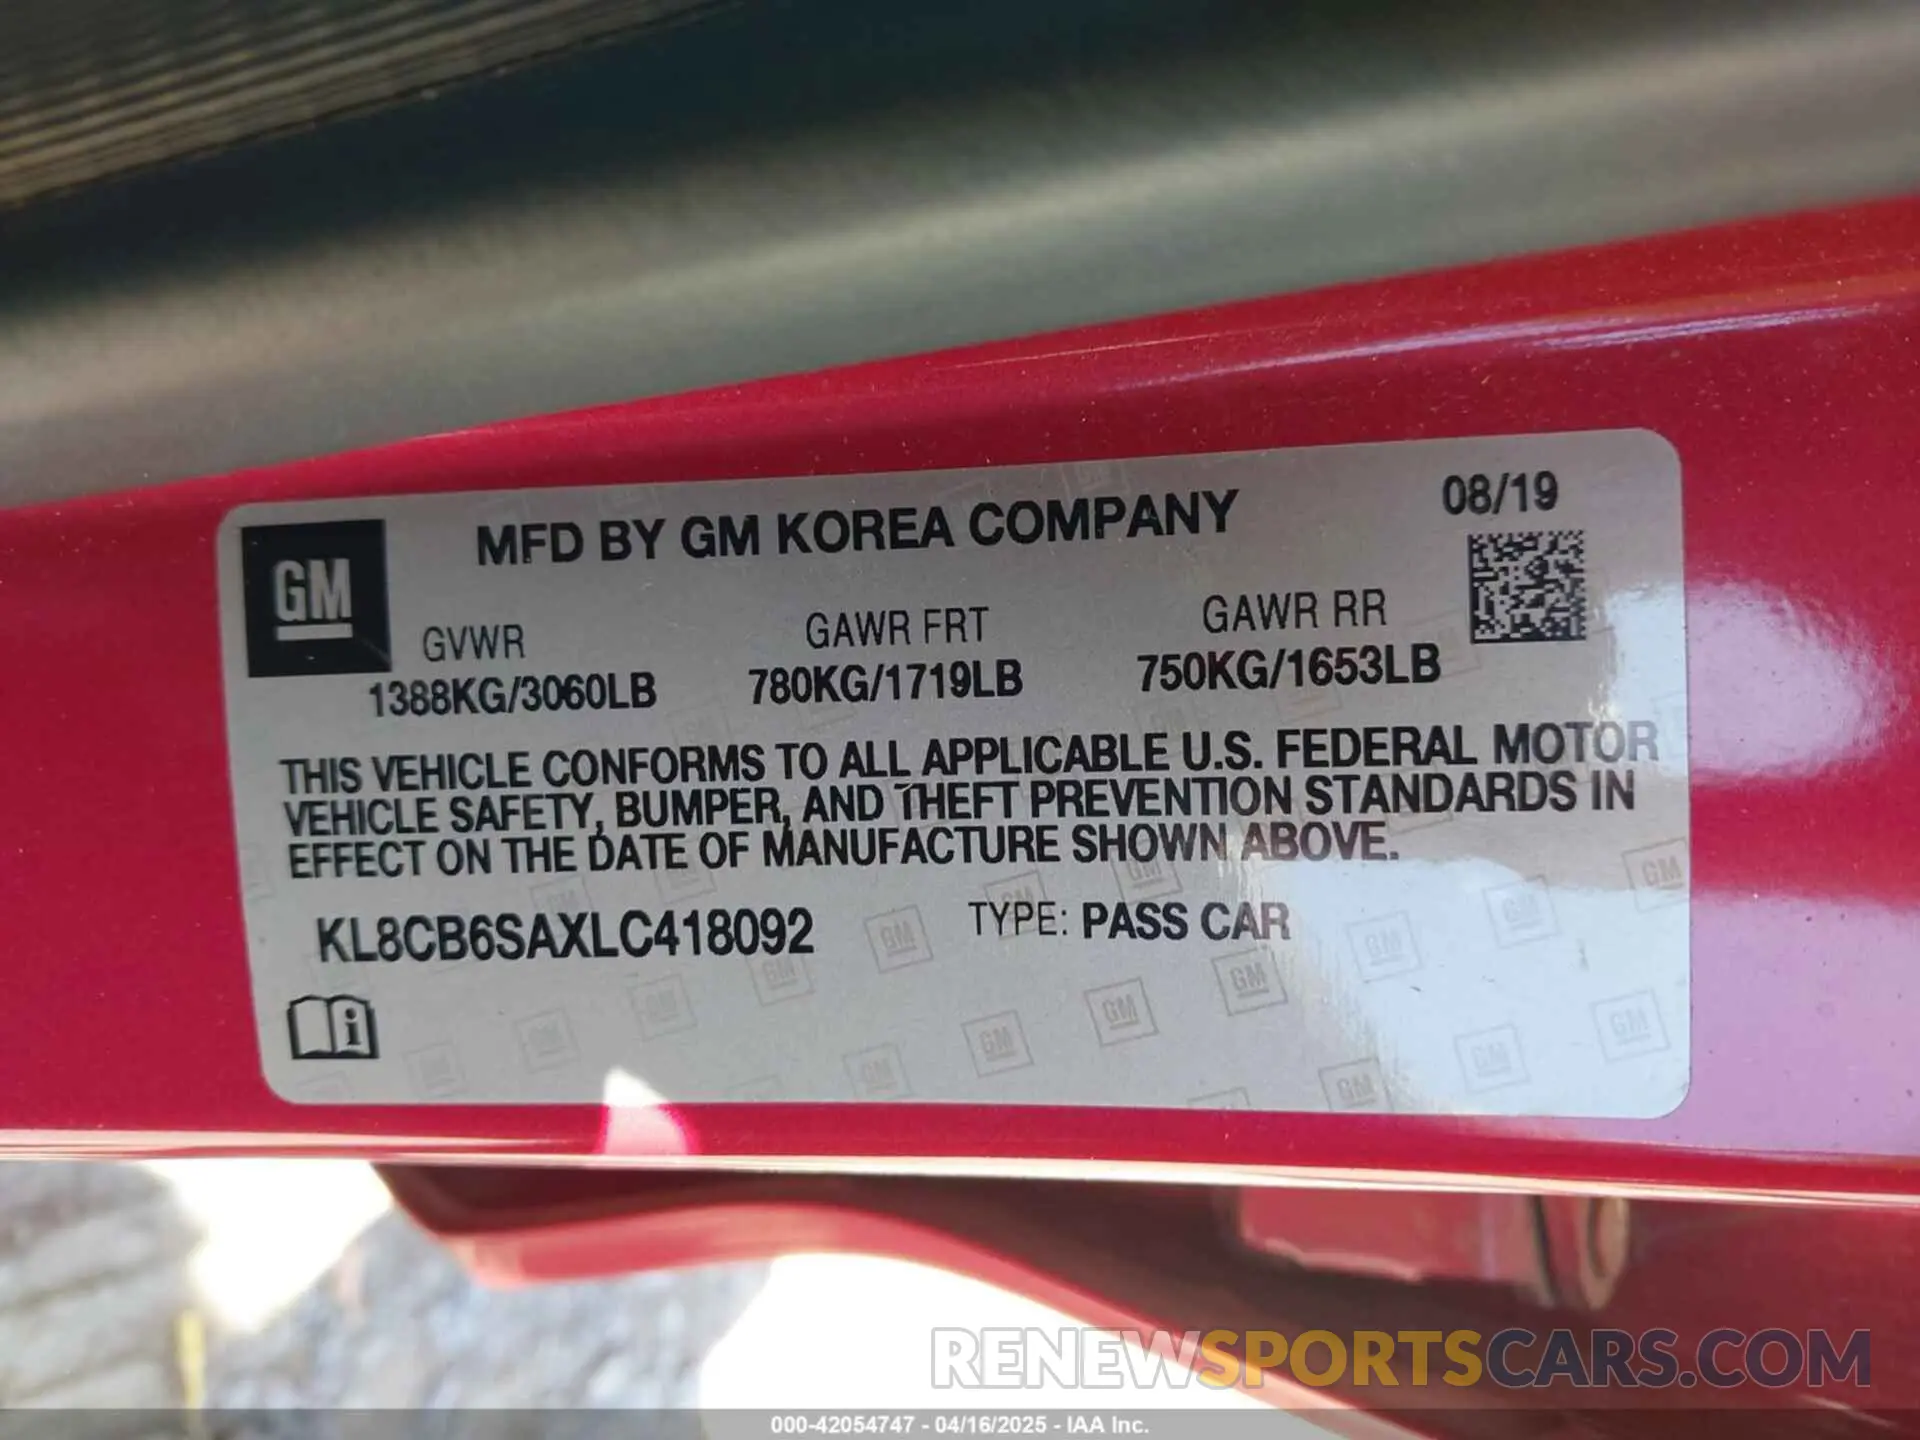 MFD BY GM KOREA COMPANY
08/19
GM
GVWR GAWR FRT GAWR RR
1388KG/3060LB 780KG/1719LB 750KG/1653LB
THIS VEHICLE CONFORMS TO ALL APPLICABLE U.S. FEDERAL MOTOR
VEHICLE SAFETY, BUMPER, AND THEFT PREVENTION STANDARDS IN
EFFECT ON THE DATE OF MANUFACTURE SHOWN ABOVE.
KL8CB6SAXLC418092 TYPE: PASS CAR
RENEWSPORTSCARS.COM
000-42054747 - 04/16/2025 - IAA Inc.